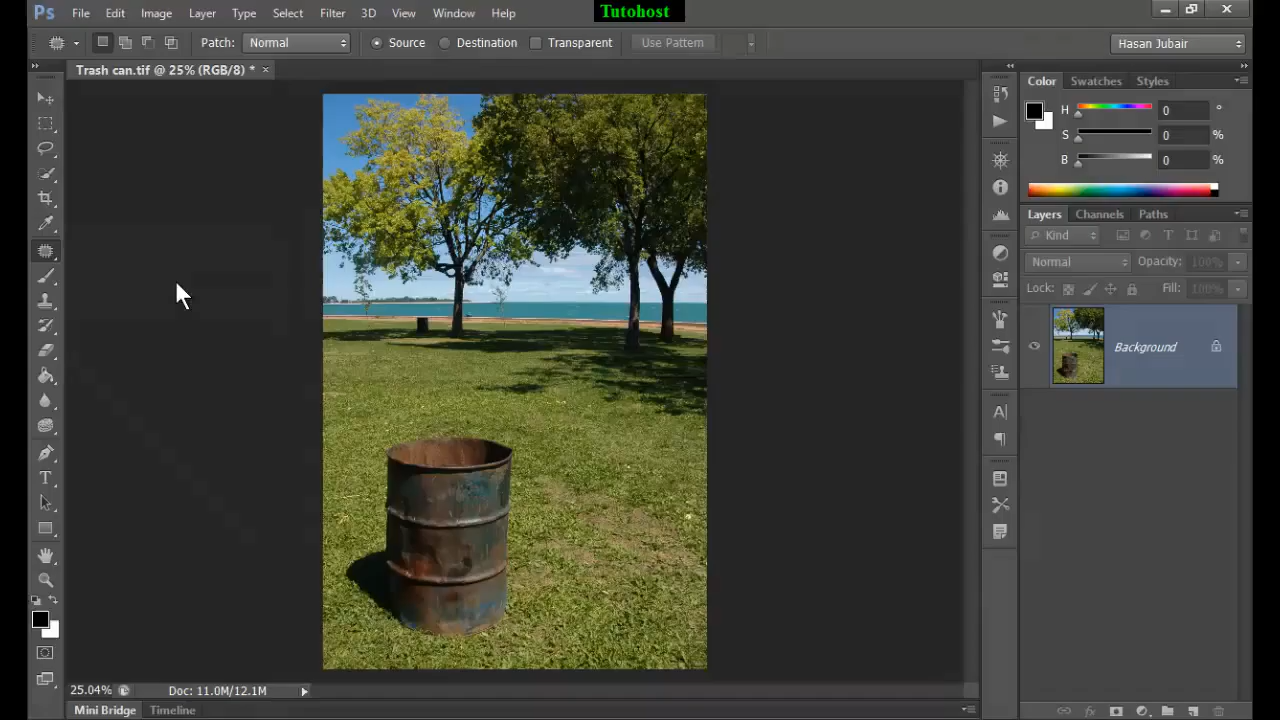 Tutohost
Ps File Edit Image Layer Type Select Filter 3D View Window Help
Patch: Normal Source Destination Transparent Use Pattern Hasan Jubair
Trash can.tif @ 25% (RGB/8) * ×
Color Swatches Styles
H 0 °
S 0 %
B 0 %
Layers Channels Paths
Kind
Normal Opacity: 100%
Lock: Fill: 100%
Background
25.04% Doc: 11.0M/12.1M
Mini Bridge Timeline